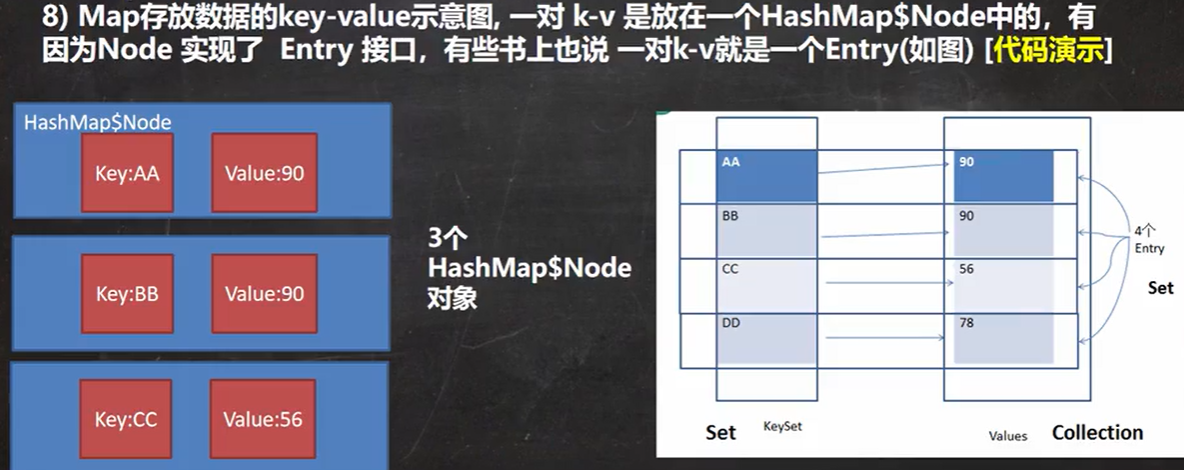 8) Map存放数据的key-value示意图, 一对 k-v 是放在一个HashMap$Node中的，有
因为Node 实现了 Entry 接口，有些书上也说 一对k-v就是一个Entry(如图) [代码演示]
HashMap$Node
Key:AA Value:90
Key:BB Value:90
Key:CC Value:56
3个
HashMap$Node
对象
AA 90
BB 90
CC 56
DD 78
4个
Entry
Set
Set KeySet
Values Collection